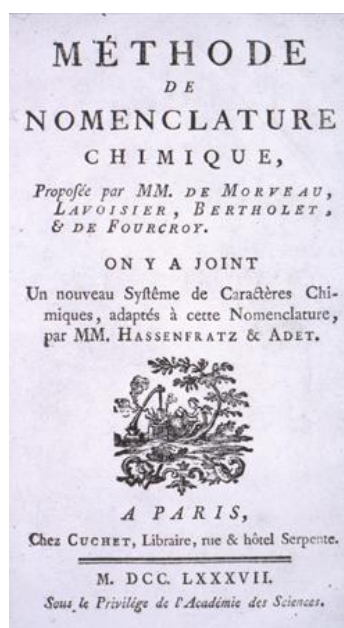 MÉTHODE
DE
NOMENCLATURE
CHIMIQUE,
Propoſée par MM. DE MORVEAU,
LAVOISIER, BERTHOLET,
& DE FOURCROY.
ON Y A JOINT
Un nouveau Syſtême de Caractères Chi-
miques, adaptés à cette Nomenclature,
par MM. HASSENFRATZ & ADET.
A PARIS,
Chez CUCHET, Libraire, rue & hôtel Serpente.
M. DCC. LXXXVII.
Sous le Privilége de l'Académie des Sciences.